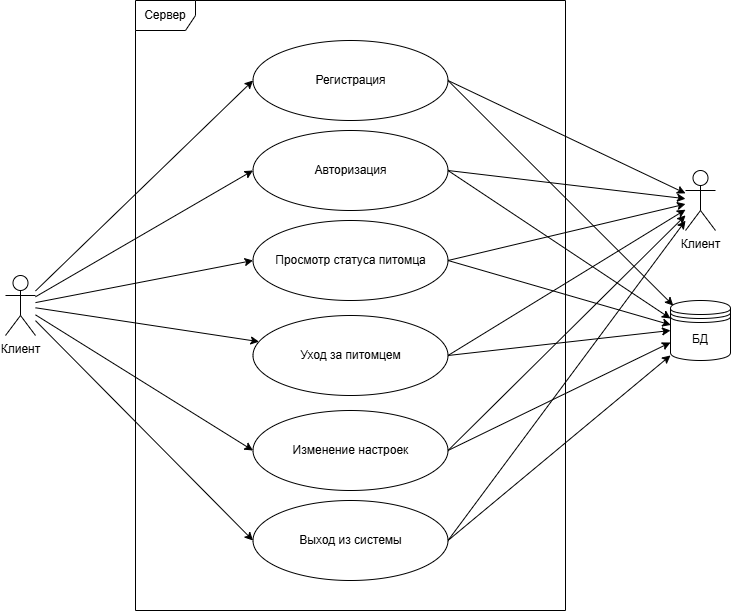 Сервер
Регистрация
Авторизация
Просмотр статуса питомца
Уход за питомцем
Изменение настроек
Выход из системы
Клиент
Клиент
БД